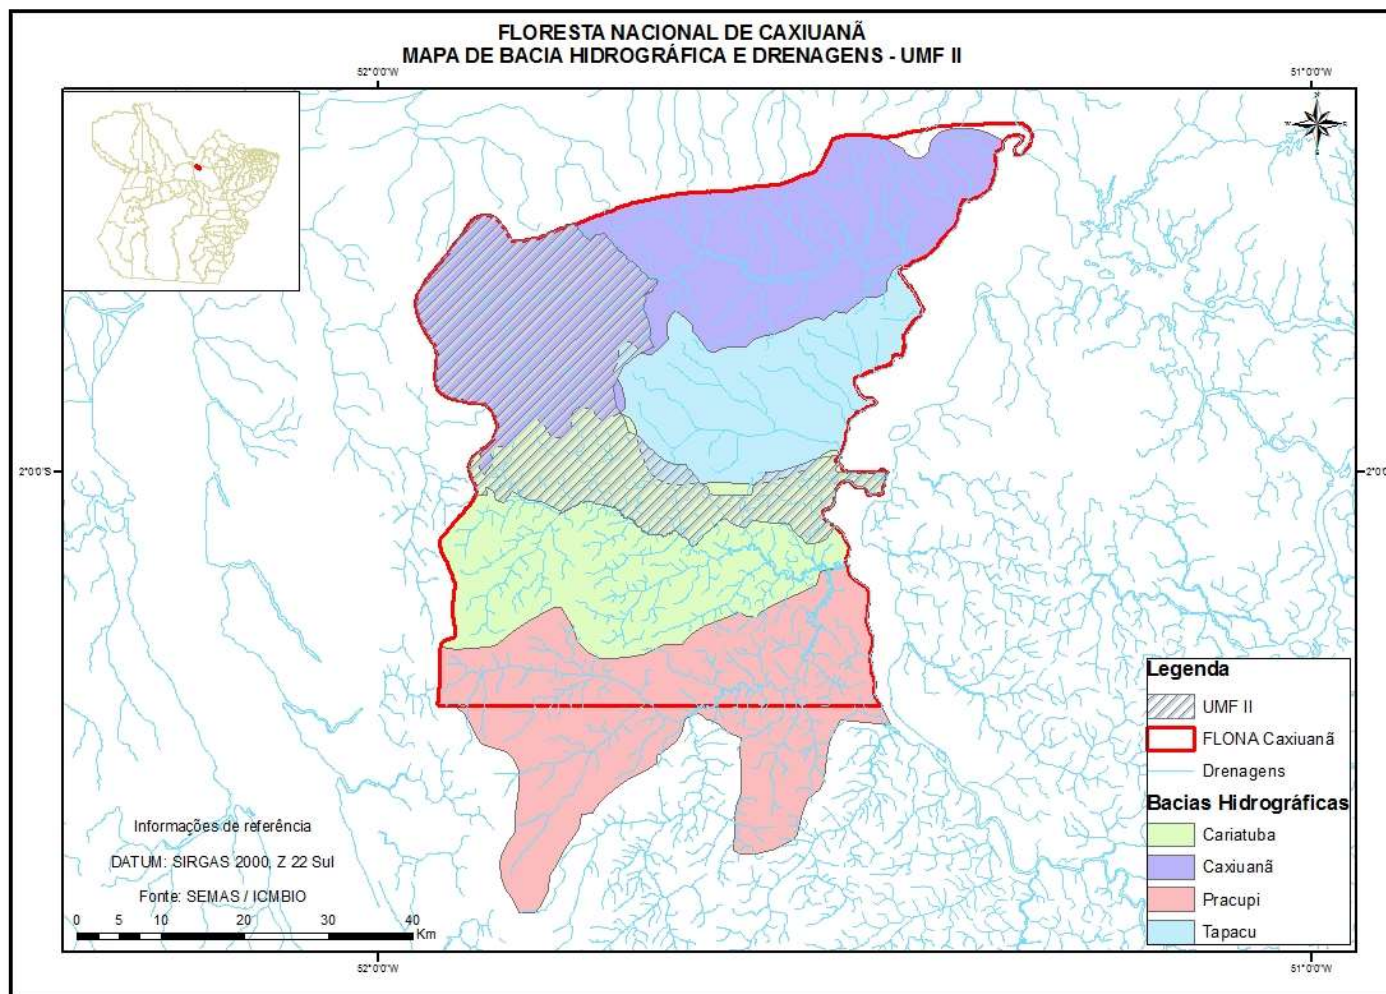 FLORESTA NACIONAL DE CAXIUANÃ
MAPA DE BACIA HIDROGRÁFICA E DRENAGENS - UMF II
52°0'0"W
51°0'0"W
2°0'0"S
2°0'0
Legenda
UMF II
FLONA Caxiuanã
Drenagens
Bacias Hidrográficas
Cariatuba
Caxiuanã
Pracupi
Tapacu
Informações de referência
DATUM: SIRGAS 2000, Z 22 Sul
Fonte: SEMAS / ICMBIO
0 5 10 20 30 40
Km
52°0'0"W
51°0'0"W